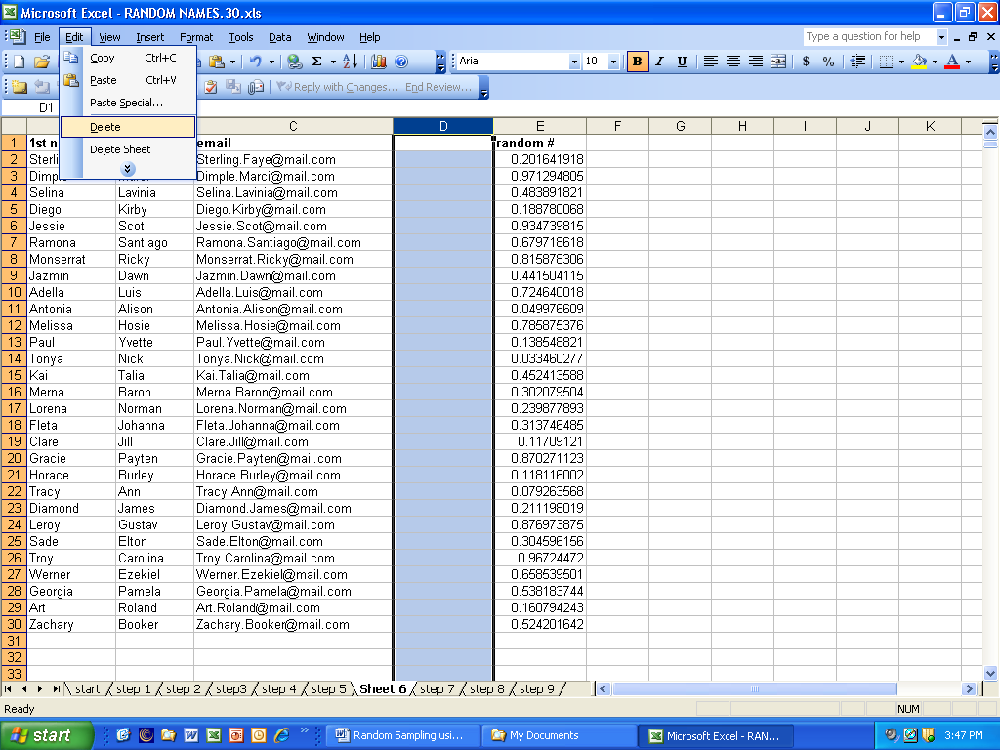 Microsoft Excel - RANDOM NAMES.30.xls
File Edit View Insert Format Tools Data Window Help Type a question for help
Copy Ctrl+C
Paste Ctrl+V
Paste Special...
Delete
Delete Sheet
Arial 10 B I U $ %
Reply with Changes... End Review...
D1
C D E F G H I J K
1 1st n email random #
2 Sterli Sterling.Faye@mail.com 0.201641918
3 Dimple Marci Dimple.Marci@mail.com 0.971294805
4 Selina Lavinia Selina.Lavinia@mail.com 0.483891821
5 Diego Kirby Diego.Kirby@mail.com 0.188780068
6 Jessie Scot Jessie.Scot@mail.com 0.934739815
7 Ramona Santiago Ramona.Santiago@mail.com 0.679718618
8 Monserrat Ricky Monserrat.Ricky@mail.com 0.815878306
9 Jazmin Dawn Jazmin.Dawn@mail.com 0.441504115
10 Adella Luis Adella.Luis@mail.com 0.724640018
11 Antonia Alison Antonia.Alison@mail.com 0.049976609
12 Melissa Hosie Melissa.Hosie@mail.com 0.785875376
13 Paul Yvette Paul.Yvette@mail.com 0.138548821
14 Tonya Nick Tonya.Nick@mail.com 0.033460277
15 Kai Talia Kai.Talia@mail.com 0.452413588
16 Merna Baron Merna.Baron@mail.com 0.302079504
17 Lorena Norman Lorena.Norman@mail.com 0.239877893
18 Fleta Johanna Fleta.Johanna@mail.com 0.313746485
19 Clare Jill Clare.Jill@mail.com 0.11709121
20 Gracie Payten Gracie.Payten@mail.com 0.870271123
21 Horace Burley Horace.Burley@mail.com 0.118116002
22 Tracy Ann Tracy.Ann@mail.com 0.079263568
23 Diamond James Diamond.James@mail.com 0.211198019
24 Leroy Gustav Leroy.Gustav@mail.com 0.876973875
25 Sade Elton Sade.Elton@mail.com 0.304596156
26 Troy Carolina Troy.Carolina@mail.com 0.96724472
27 Werner Ezekiel Werner.Ezekiel@mail.com 0.658539501
28 Georgia Pamela Georgia.Pamela@mail.com 0.538183744
29 Art Roland Art.Roland@mail.com 0.160794243
30 Zachary Booker Zachary.Booker@mail.com 0.524201642
31
32
33
start step 1 step 2 step3 step 4 step 5 Sheet 6 step 7 step 8 step 9
Ready NUM
start Random Sampling usi... My Documents Microsoft Excel - RAN... 3:47 PM